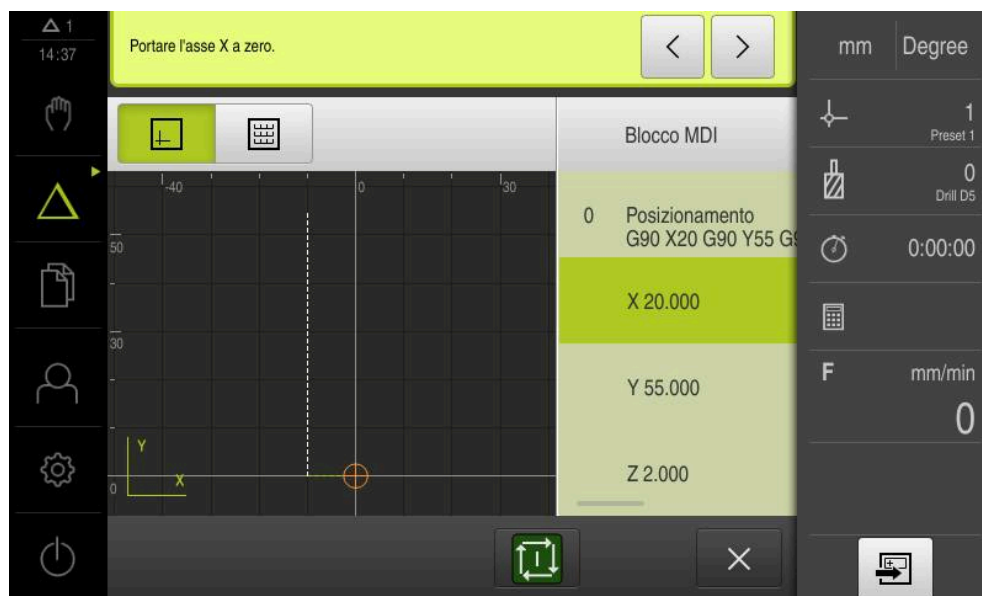 1
14:37
Portare l'asse X a zero.
<
>
mm
Degree
1
Preset 1
0
Drill D5
0:00:00
F
mm/min
0
Blocco MDI
0
Posizionamento
G90 X20 G90 Y55 G9
X 20.000
Y 55.000
Z 2.000
-40
0
30
50
30
0
Y
X